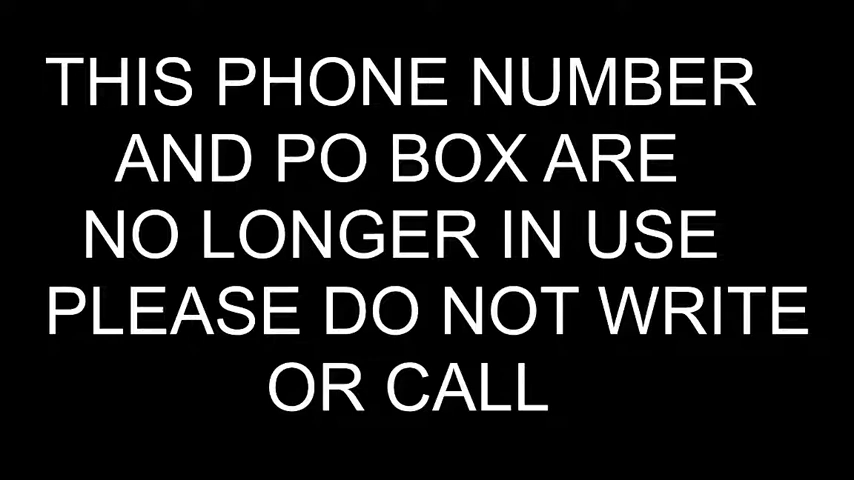 THIS PHONE NUMBER
AND PO BOX ARE
NO LONGER IN USE
PLEASE DO NOT WRITE
OR CALL